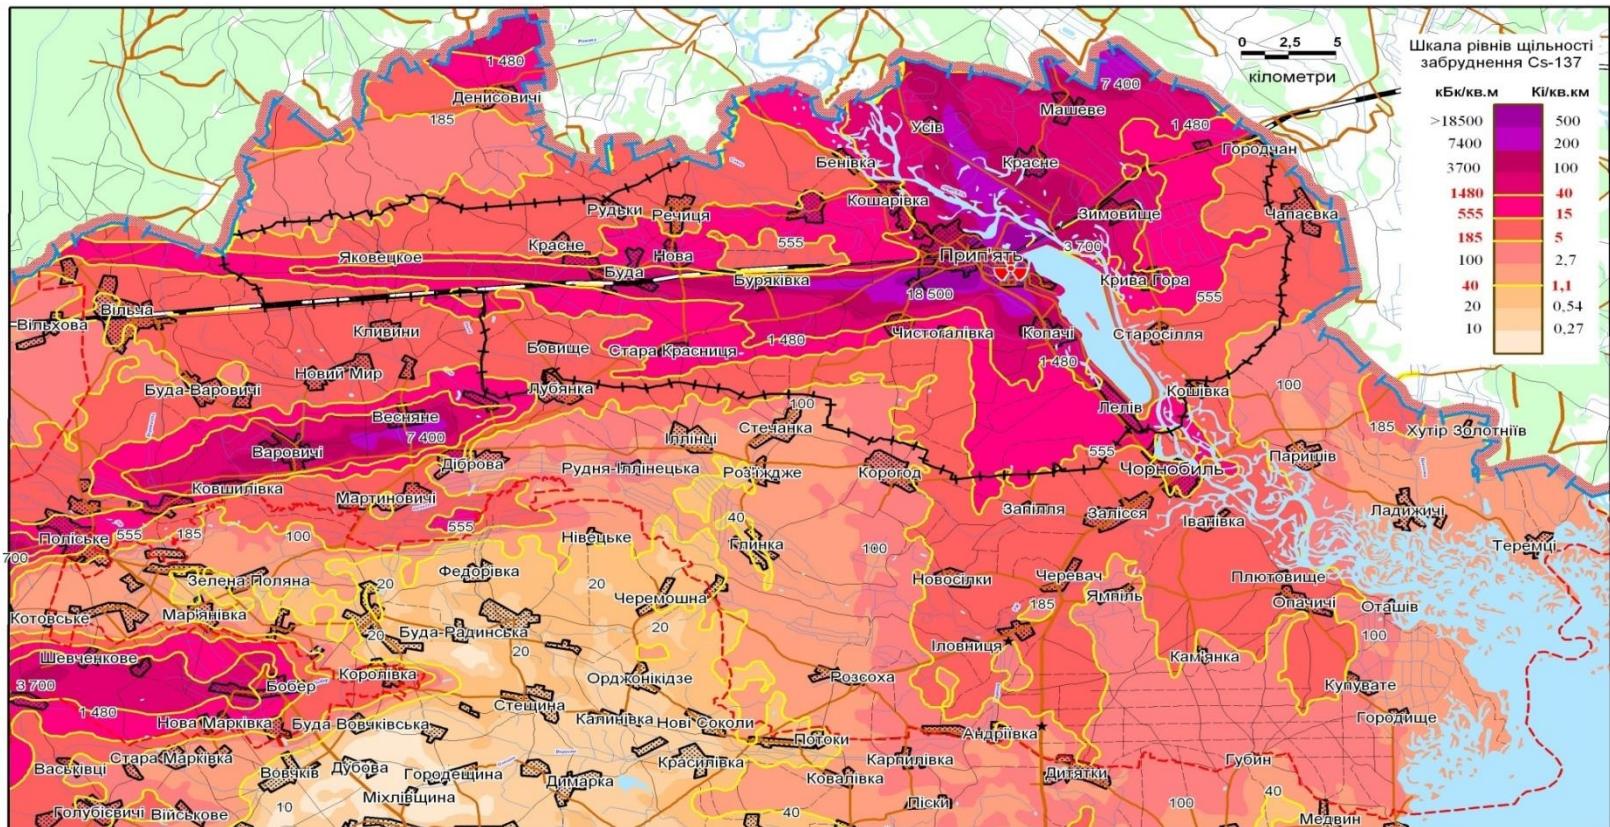 0 2,5 5
кілометри
Шкала рівнів щільності
забруднення Cs-137
кБк/кв.м Кі/кв.км
>18500 500
7400 200
3700 100
1480 40
555 15
185 5
100 2,7
40 1,1
20 0,54
10 0,27
1 480
Денисовичі
185
7 400
Машеве
Усів
1 480
Бенівка
Красне
Городчан
Кошарівка
Рудьки
Речиця
Зимовище
Чапаєвка
Красне
555
Нова
3 700
Яковецкое
Прип'ять
Буда
Буряківка
Крива Гора
18 500
555
Вільча
Вільхова
Кливини
Чистогалівка
Копачі
Старосілля
1 480
Бовище
Стара Красниця
1 480
Новий Мир
Буда-Варовичі
Лубянка
100
Кошівка
100
Лелів
Весняне
Стечанка
185
Хутір Золотніїв
7 400
Іллінці
Варовичі
555
Діброва
Рудня-Іллінецька
Роз'їждже
Корогод
Чорнобиль
Паришів
Ковшилівка
Мартиновичі
Запілля
Залісся
Іванівка
Ладижичі
555
40
Поліське
555
185
100
Нівецьке
Глинка
100
Теремці
700
Зелена Поляна
20
Федорівка
20
Новосілки
Черевач
Плютовище
Котовське
Мар'янівка
Черемошна
185
Ямпіль
Опачичі
Оташів
20
Буда-Радинська
20
20
Іловниця
100
Шевченкове
Кам'янка
Королівка
Бобер
Орджонікідзе
Розсоха
Купувате
3 700
1 480
Стещина
Нова Марківка
Буда Вовчківська
Калинівка
Нові Соколи
Городище
Потоки
Андріївка
Стара Марківка
Карпилівка
Губин
Васьківці
Вовчків
Дубова
Городещина
Димарка
Красилівка
Ковалівка
Дитятки
10
Міхлівщина
Піски
100
40
Голубієвичі
Військове
40
Медвин